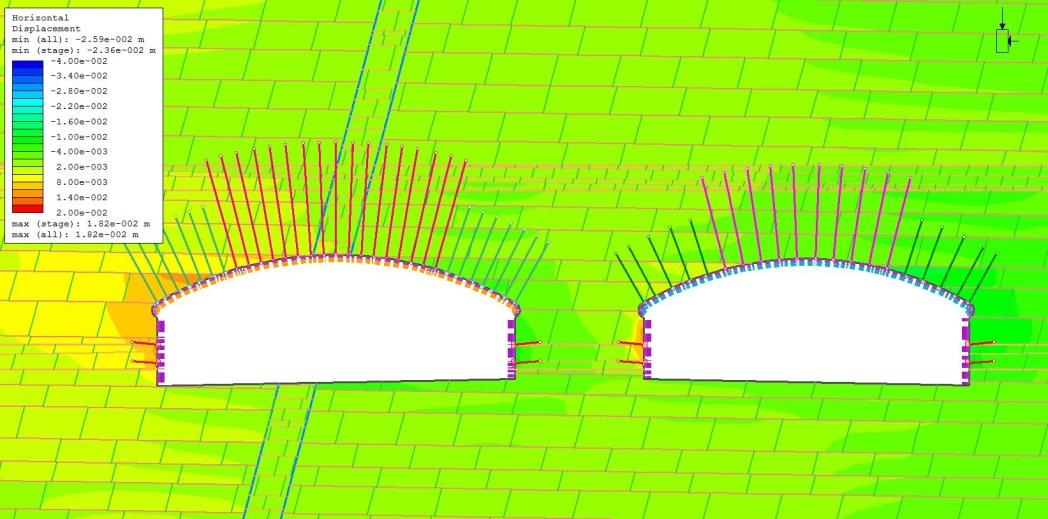 Horizontal
Displacement
min (all): -2.59e-002 m
min (stage): -2.36e-002 m
-4.00e-002
-3.40e-002
-2.80e-002
-2.20e-002
-1.60e-002
-1.00e-002
-4.00e-003
2.00e-003
8.00e-003
1.40e-002
2.00e-002
max (stage): 1.82e-002 m
max (all): 1.82e-002 m